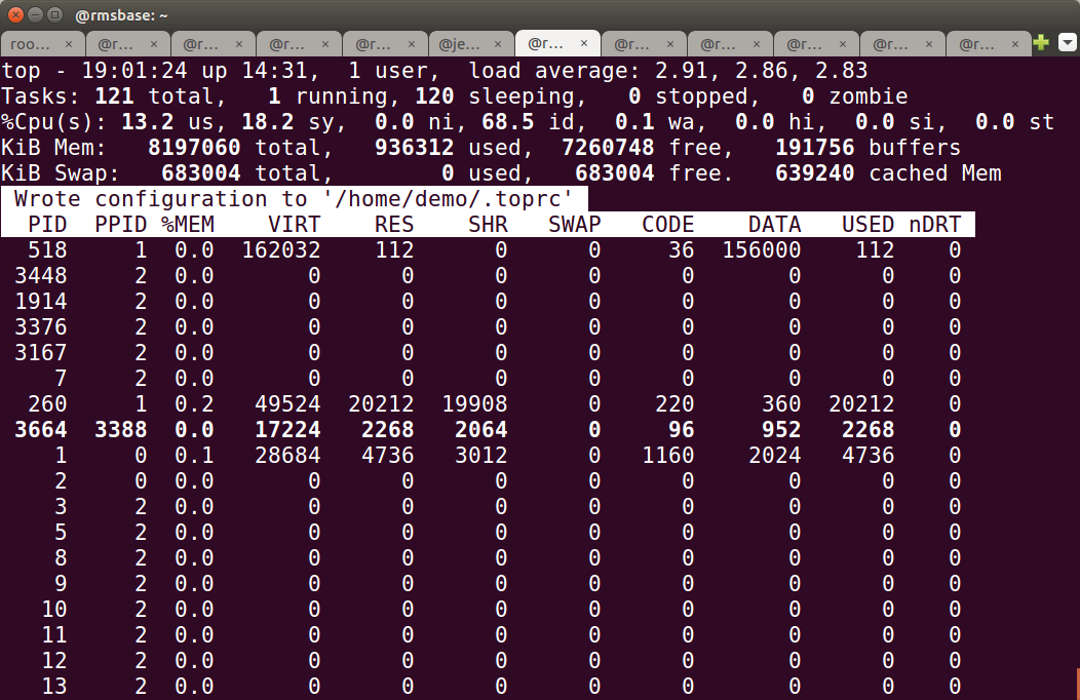 @rmsbase: ~
roo... × @r... × @r... × @r... × @r... × @je... × @r... × @r... × @r... × @r... × @r... × @r... ×
top - 19:01:24 up 14:31,  1 user,  load average: 2.91, 2.86, 2.83
Tasks: 121 total,   1 running, 120 sleeping,   0 stopped,   0 zombie
%Cpu(s): 13.2 us, 18.2 sy,  0.0 ni, 68.5 id,  0.1 wa,  0.0 hi,  0.0 si,  0.0 st
KiB Mem:   8197060 total,   936312 used,  7260748 free,   191756 buffers
KiB Swap:   683004 total,        0 used,   683004 free.   639240 cached Mem
Wrote configuration to '/home/demo/.toprc'
PID  PPID %MEM    VIRT    RES    SHR   SWAP   CODE    DATA   USED nDRT
518     1  0.0  162032    112      0      0     36  156000    112    0
3448     2  0.0       0      0      0      0      0       0      0    0
1914     2  0.0       0      0      0      0      0       0      0    0
3376     2  0.0       0      0      0      0      0       0      0    0
3167     2  0.0       0      0      0      0      0       0      0    0
7     2  0.0       0      0      0      0      0       0      0    0
260     1  0.2   49524  20212  19908      0    220     360  20212    0
3664  3388  0.0   17224   2268   2064      0     96     952   2268    0
1     0  0.1   28684   4736   3012      0   1160    2024   4736    0
2     0  0.0       0      0      0      0      0       0      0    0
3     2  0.0       0      0      0      0      0       0      0    0
5     2  0.0       0      0      0      0      0       0      0    0
8     2  0.0       0      0      0      0      0       0      0    0
9     2  0.0       0      0      0      0      0       0      0    0
10     2  0.0       0      0      0      0      0       0      0    0
11     2  0.0       0      0      0      0      0       0      0    0
12     2  0.0       0      0      0      0      0       0      0    0
13     2  0.0       0      0      0      0      0       0      0    0